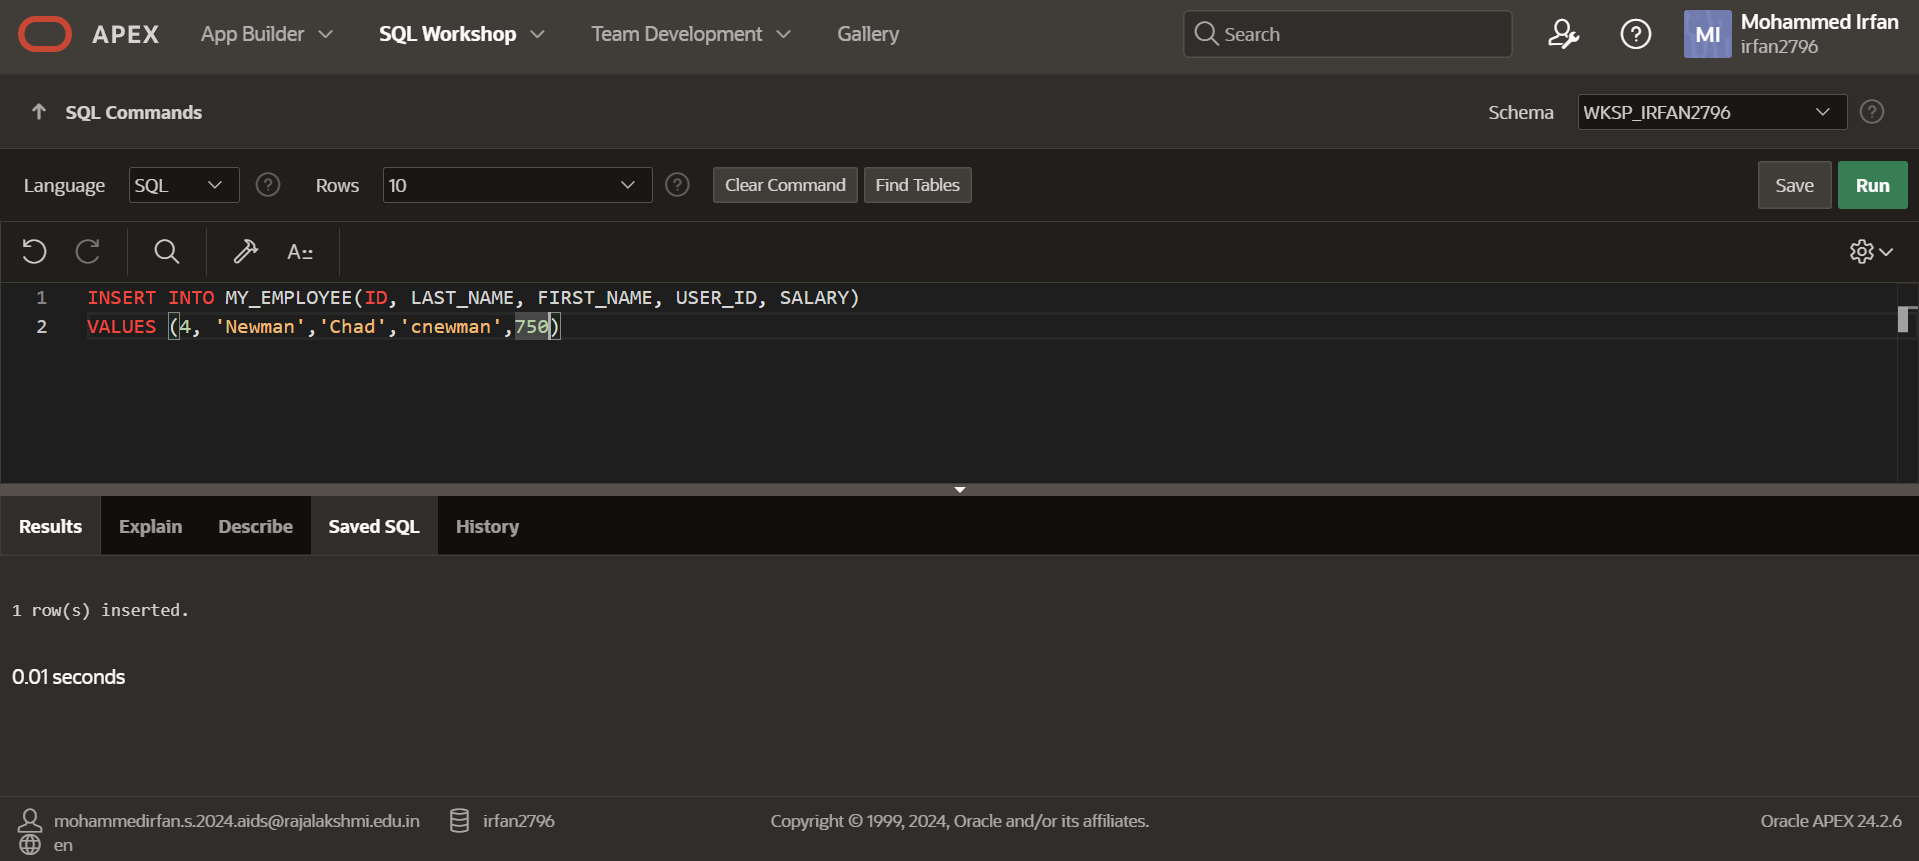 APEX App Builder SQL Workshop Team Development Gallery Search MI Mohammed Irfan
irfan2796
SQL Commands Schema WKSP_IRFAN2796 ?
Language SQL ? Rows 10 ? Clear Command Find Tables Save Run
A
1 INSERT INTO MY_EMPLOYEE(ID, LAST_NAME, FIRST_NAME, USER_ID, SALARY)
2 VALUES (4, 'Newman','Chad','cnewman',750)
Results Explain Describe Saved SQL History
1 row(s) inserted.
0.01 seconds
mohammedirfan.s.2024.aids@rajalakshmi.edu.in irfan2796 Copyright © 1999, 2024, Oracle and/or its affiliates. Oracle APEX 24.2.6
en